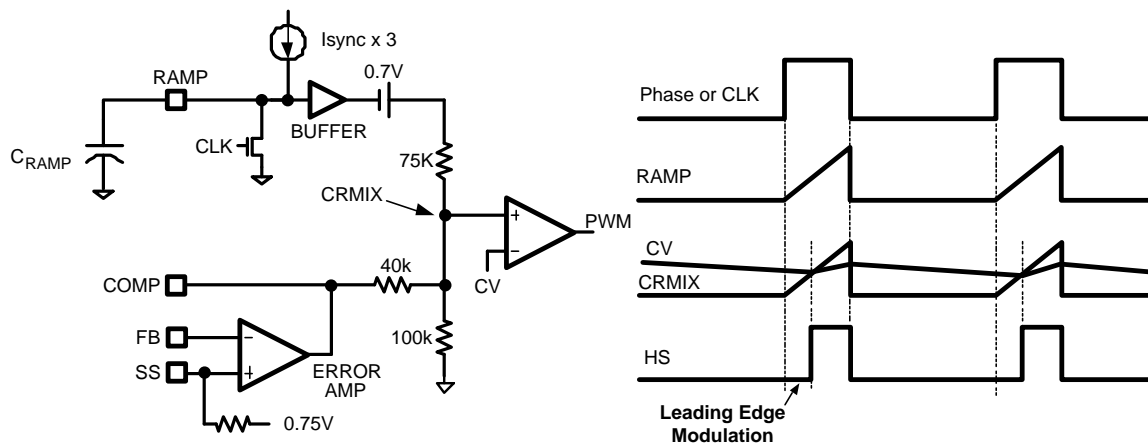 Isync x 3
0.7V
RAMP
BUFFER
CLK
CRAMP
75K
CRMIX
+
PWM
−
COMP
40k
CV
FB
−
100k
SS
+
ERROR
AMP
0.75V
Phase or CLK
RAMP
CV
CRMIX
HS
Leading Edge
Modulation